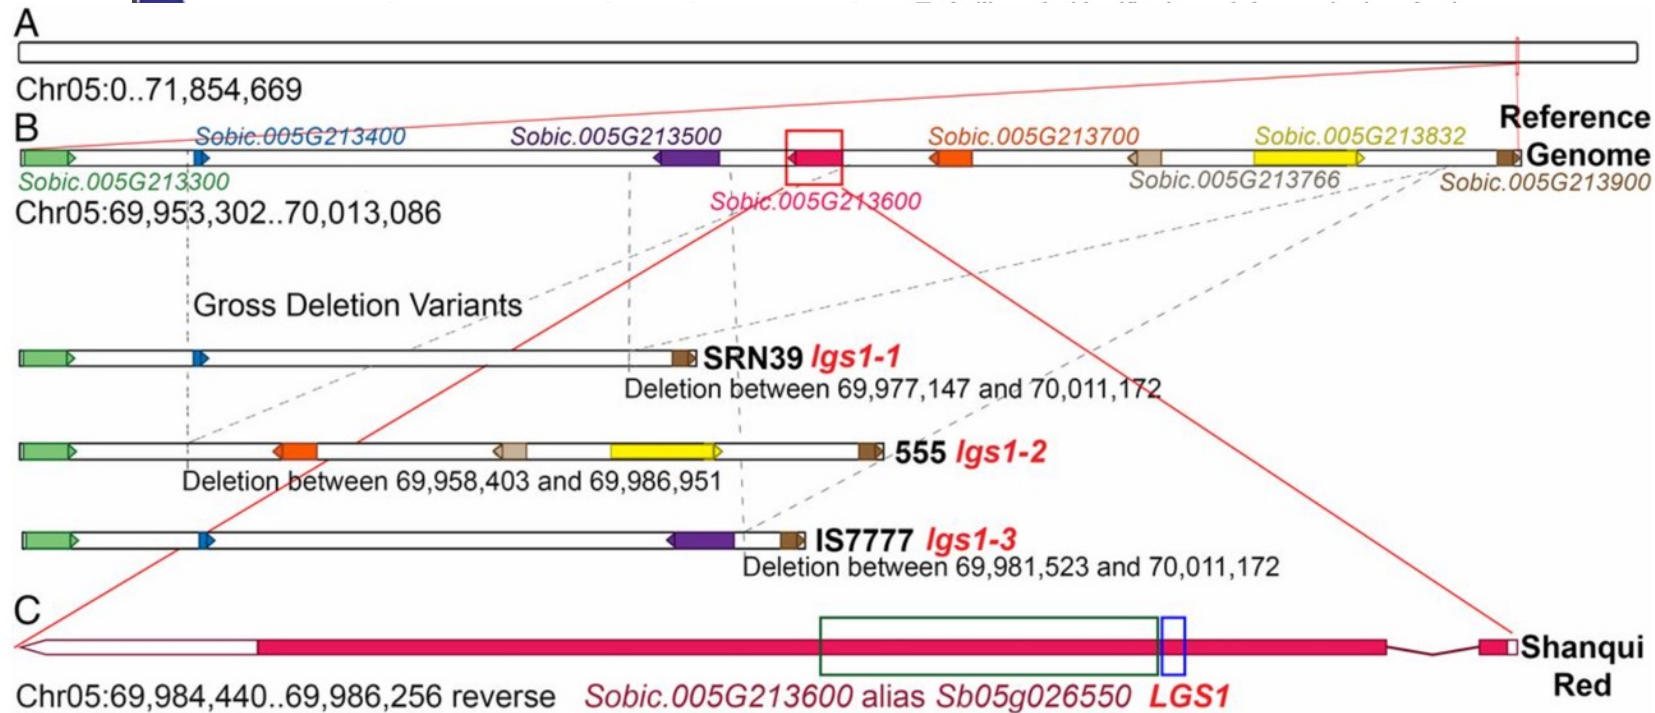 A
Chr05:0..71,854,669
B
Sobic.005G213400
Sobic.005G213500
Sobic.005G213700
Sobic.005G213832
Reference
Genome
Sobic.005G213300
Sobic.005G213600
Sobic.005G213766
Sobic.005G213900
Chr05:69,953,302..70,013,086
Gross Deletion Variants
SRN39 lgs1-1
Deletion between 69,977,147 and 70,011,172
555 lgs1-2
Deletion between 69,958,403 and 69,986,951
IS7777 lgs1-3
Deletion between 69,981,523 and 70,011,172
C
Shanqui
Red
Chr05:69,984,440..69,986,256 reverse Sobic.005G213600 alias Sb05g026550 LGS1